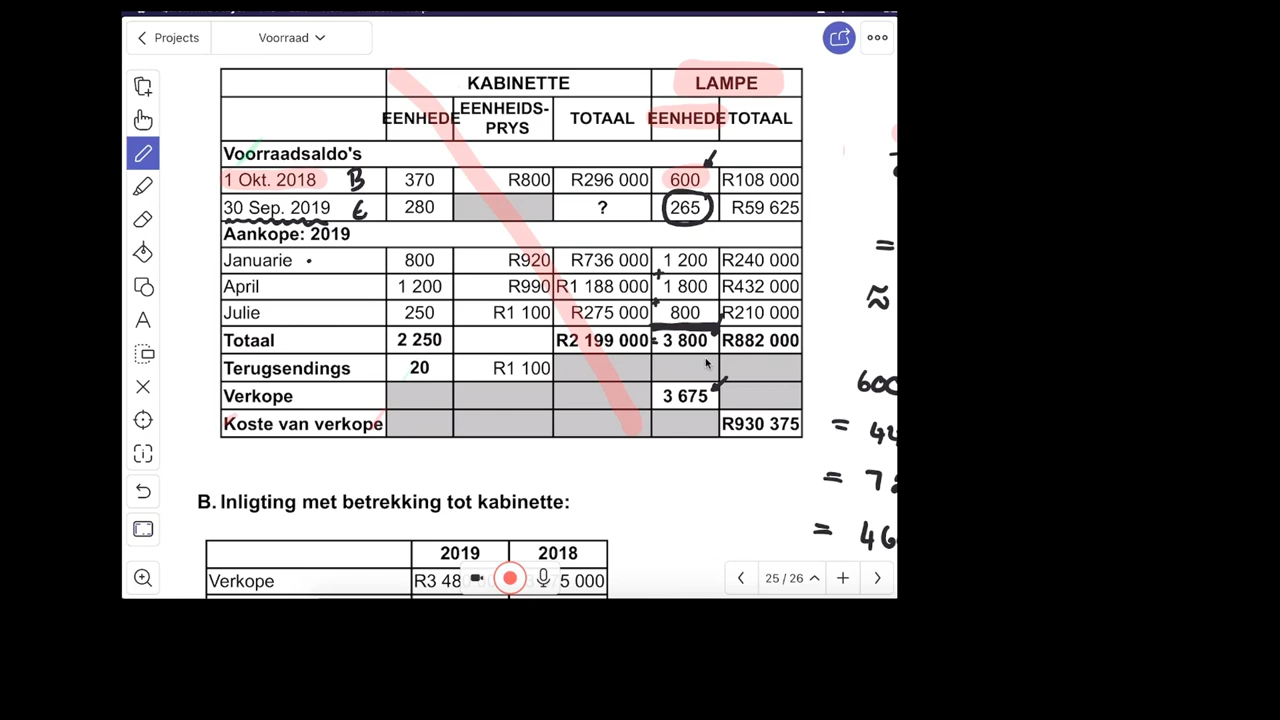 Projects
Voorraad
KABINETTE LAMPE
EENHEDE EENHEIDS-PRYS TOTAAL EENHEDE TOTAAL
Voorraadsaldo's
1 Okt. 2018 B 370 R800 R296 000 600 R108 000
30 Sep. 2019 E 280 ? 265 R59 625
Aankope: 2019
Januarie 800 R920 R736 000 1 200 R240 000
April 1 200 R990 R1 188 000 + 1 800 R432 000
Julie 250 R1 100 R275 000 + 800 R210 000
Totaal 2 250 R2 199 000 = 3 800 R882 000
Terugsendings 20 R1 100
Verkope 3 675
Koste van verkope R930 375
=
≈
600
= 44
= 78
= 46
B. Inligting met betrekking tot kabinette:
2019 2018
Verkope R3 48 75 000
25 / 26